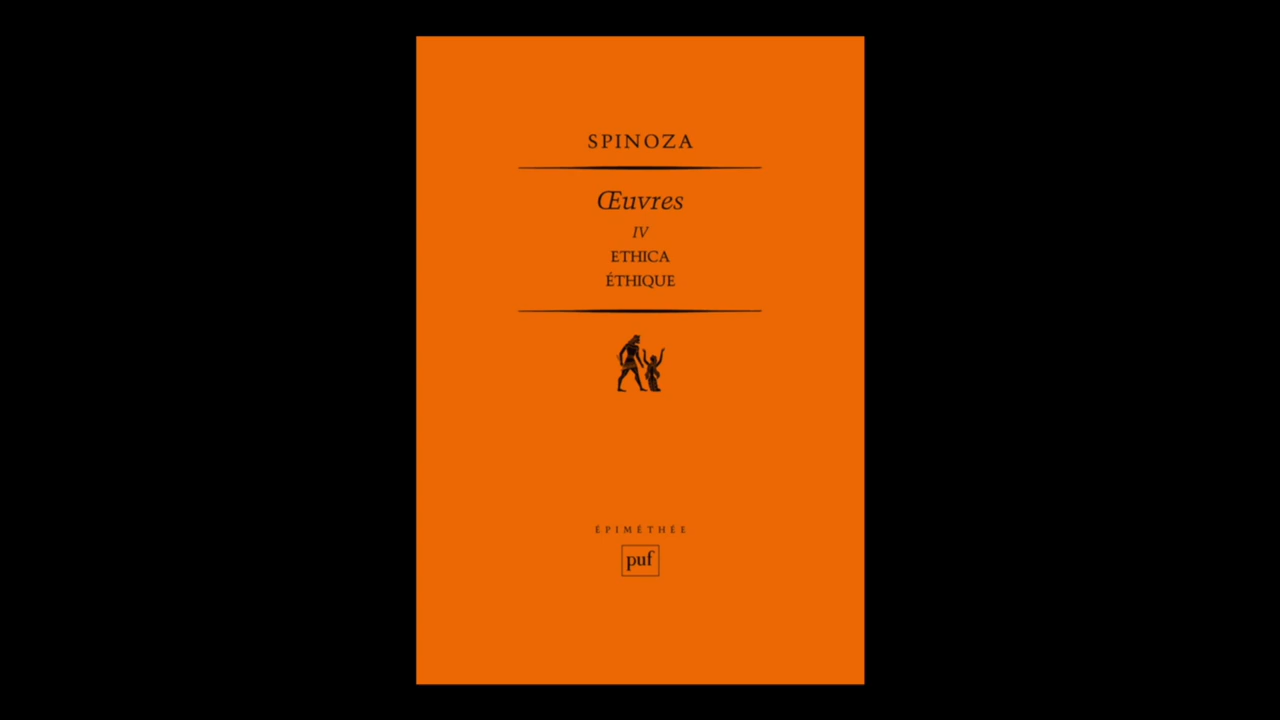 SPINOZA
Œuvres
IV
ETHICA
ÉTHIQUE
ÉPIMÉTHÉE
puf